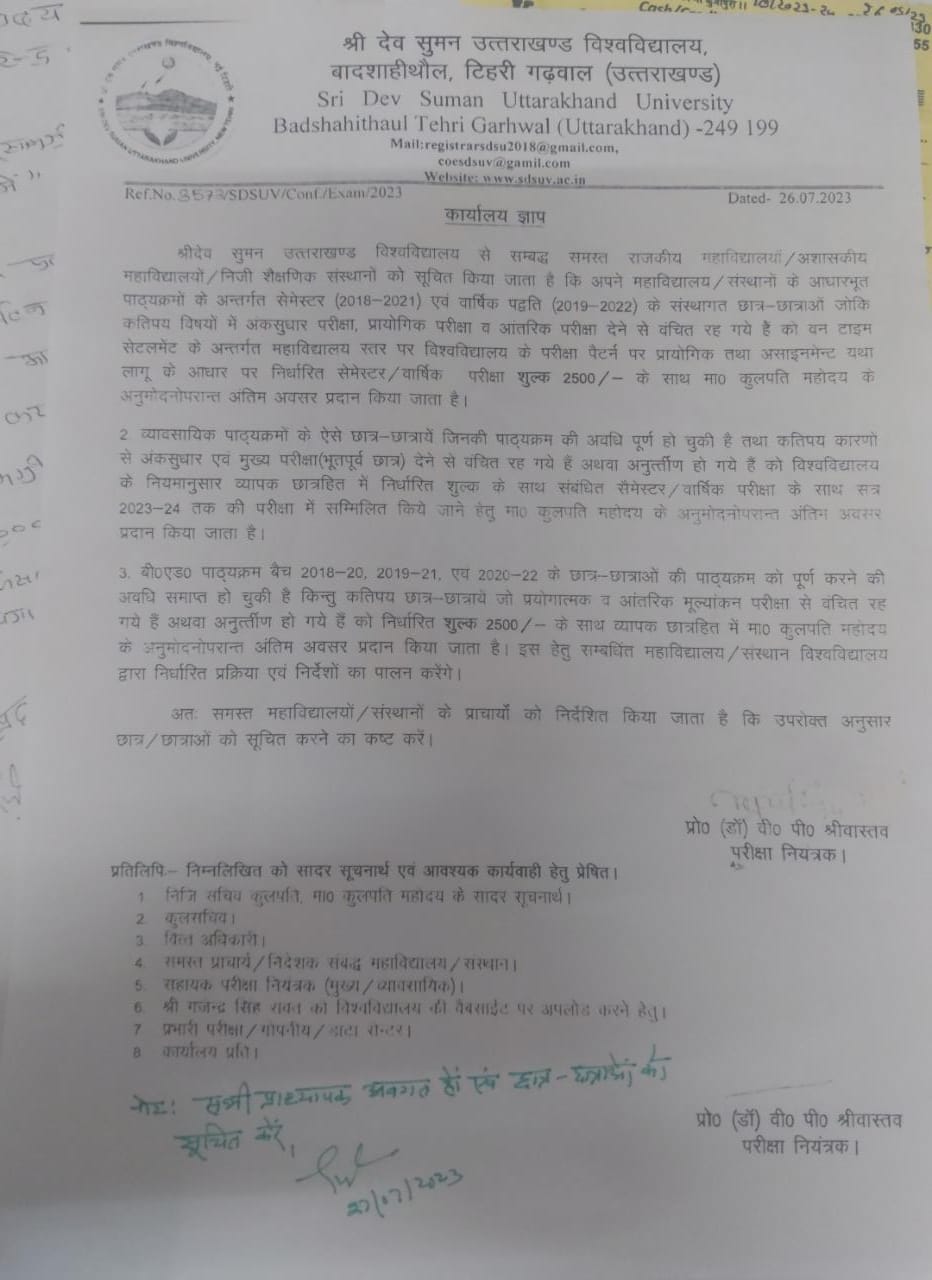 श्री देव सुमन उत्तराखण्ड विश्वविद्यालय,
बादशाहीथौल, टिहरी गढ़वाल (उत्तराखण्ड)
Sri Dev Suman Uttarakhand University
Badshahithaul Tehri Garhwal (Uttarakhand) -249 199
Mail:registrarsdsu2018@gmail.com,
coesdsuv@gamil.com
Website: www.sdsuv.ac.in
Ref.No.3573/SDSUV/Conf./Exam/2023 Dated- 26.07.2023
कार्यालय ज्ञाप
श्रीदेव सुमन उत्तराखण्ड विश्वविद्यालय से सम्बद्ध समस्त राजकीय महाविद्यालयों/अशासकीय
महाविद्यालयों/निजी शैक्षणिक संस्थानों को सूचित किया जाता है कि अपने महाविद्यालय/संस्थानों के आधारभूत
पाठ्यक्रमों के अन्तर्गत सेमेस्टर (2018-2021) एवं वार्षिक पद्वति (2019-2022) के संस्थागत छात्र-छात्राओं जोकि
कतिपय विषयों में अंकसुधार परीक्षा, प्रायोगिक परीक्षा व आंतरिक परीक्षा देने से वंचित रह गये हैं को वन टाइम
सेटलमेंट के अन्तर्गत महाविद्यालय स्तर पर विश्वविद्यालय के परीक्षा पैटर्न पर प्रायोगिक तथा असाइनमेन्ट यथा
लागू के आधार पर निर्धारित सेमेस्टर/वार्षिक परीक्षा शुल्क 2500/- के साथ मा0 कुलपति महोदय के
अनुमोदनोपरान्त अंतिम अवसर प्रदान किया जाता है।
2. व्यावसायिक पाठ्यक्रमों के ऐसे छात्र-छात्रायें जिनकी पाठ्यक्रम की अवधि पूर्ण हो चुकी है तथा कतिपय कारणों
से अंकसुधार एवं मुख्य परीक्षा(भूतपूर्व छात्र) देने से वंचित रह गये हैं अथवा अनुर्त्तीण हो गये हैं को विश्वविद्यालय
के नियमानुसार व्यापक छात्रहित में निर्धारित शुल्क के साथ संबंधित सैमेस्टर/वार्षिक परीक्षा के साथ सत्र
2023-24 तक की परीक्षा में सम्मिलित किये जाने हेतु मा0 कुलपति महोदय के अनुमोदनोपरान्त अंतिम अवसर
प्रदान किया जाता है।
3. बी0एड0 पाठ्यक्रम बैच 2018-20, 2019-21, एवं 2020-22 के छात्र-छात्राओं की पाठ्यक्रम को पूर्ण करने की
अवधि समाप्त हो चुकी है किन्तु कतिपय छात्र-छात्रायें जो प्रयोगात्मक व आंतरिक मूल्यांकन परीक्षा से वंचित रह
गये हैं अथवा अनुर्त्तीण हो गये हैं को निर्धारित शुल्क 2500/- के साथ व्यापक छात्रहित में मा0 कुलपति महोदय
के अनुमोदनोपरान्त अंतिम अवसर प्रदान किया जाता है। इस हेतु सम्बंधित महाविद्यालय/संस्थान विश्वविद्यालय
द्वारा निर्धारित प्रक्रिया एवं निर्देशों का पालन करेंगे।
अतः समस्त महाविद्यालयों/संस्थानों के प्राचार्यो को निर्देशित किया जाता है कि उपरोक्त अनुसार
छात्र/छात्राओं को सूचित करने का कष्ट करें।
प्रो0 (डॉ) वी0 पी0 श्रीवास्तव
परीक्षा नियंत्रक।
प्रतिलिपि:- निम्नलिखित को सादर सूचनार्थ एवं आवश्यक कार्यवाही हेतु प्रेषित।
1 निजि सचिव कुलपति, मा0 कुलपति महोदय के सादर सूचनार्थ।
2. कुलसचिव।
3. वित्त अधिकारी।
4. समस्त प्राचार्य/निदेशक संबद्ध महाविद्यालय/संस्थान।
5. सहायक परीक्षा नियंत्रक (मुख्य/व्यावसायिक)।
6. श्री गजेन्द्र सिंह रावत को विश्वविद्यालय की वैबसाईट पर अपलोड करने हेतु।
7 प्रभारी परीक्षा/गोपनीय/डाटा सेन्टर।
8. कार्यालय प्रति।
नोट: सभी प्राध्यापक अवगत हों एवं छात्र-छात्राओं को
सूचित करें,
27/07/2023
प्रो0 (डॉ) वी0 पी0 श्रीवास्तव
परीक्षा नियंत्रक।